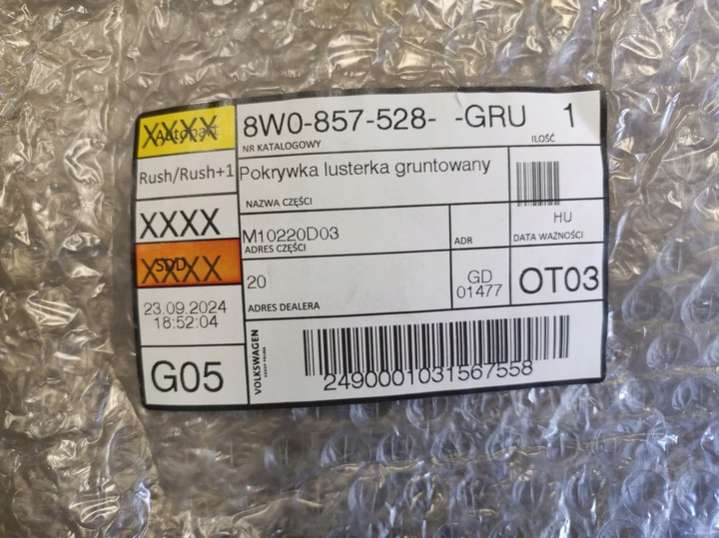 XXXX
Autopart
8W0-857-528- -GRU 1
NR KATALOGOWY
ILOŚĆ
Rush/Rush+1
Pokrywka lusterka gruntowany
NAZWA CZĘŚCI
XXXX
M10220D03
ADRES CZĘŚCI
ADR
HU
DATA WAŻNOŚCI
XXXX
SDD
20
ADRES DEALERA
GD
01477
OT03
23.09.2024
18:52:04
G05
VOLKSWAGEN
2490001031567558